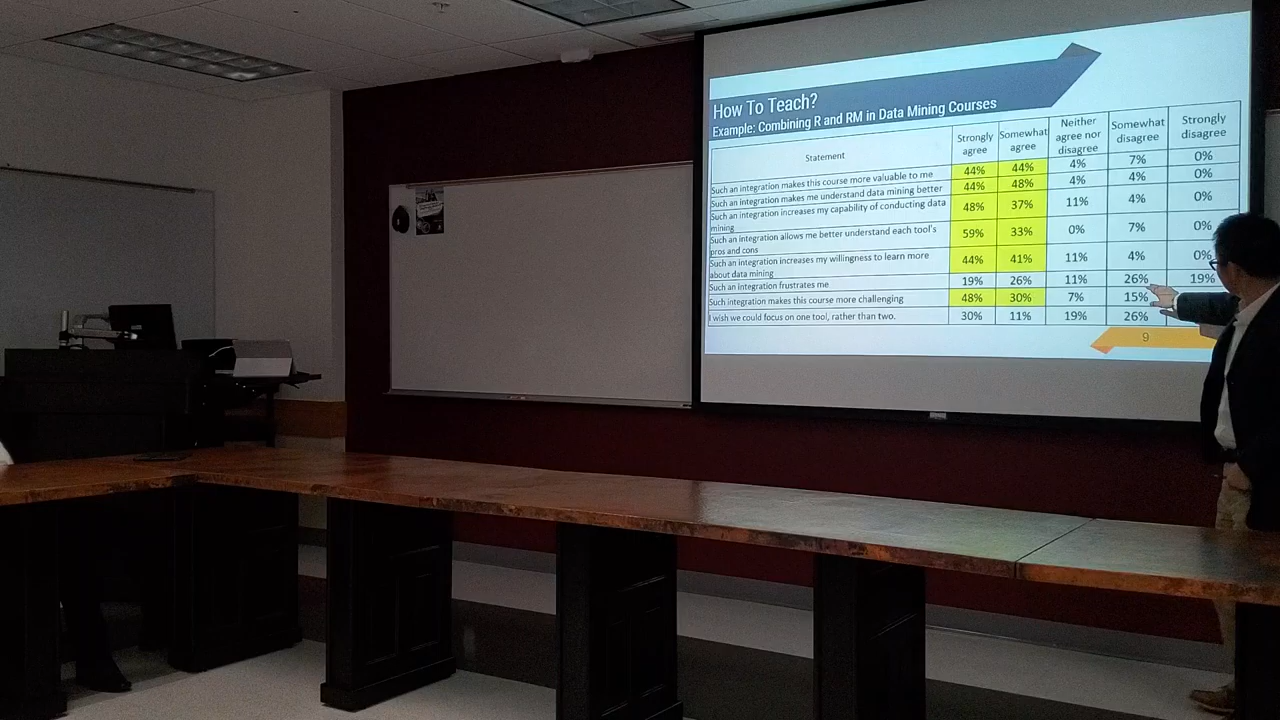 How To Teach?
Example: Combining R and RM in Data Mining Courses
Statement Strongly agree Somewhat agree Neither agree nor disagree Somewhat disagree Strongly disagree
Such an integration makes this course more valuable to me 44% 44% 4% 7% 0%
Such an integration makes me understand data mining better 44% 48% 4% 4% 0%
Such an integration increases my capability of conducting data mining 48% 37% 11% 4% 0%
Such an integration allows me better understand each tool's pros and cons 59% 33% 0% 7% 0%
Such an integration increases my willingness to learn more about data mining 44% 41% 11% 4% 0%
Such an integration frustrates me 19% 26% 11% 26% 19%
Such integration makes this course more challenging 48% 30% 7% 15%
I wish we could focus on one tool, rather than two. 30% 11% 19% 26%
9